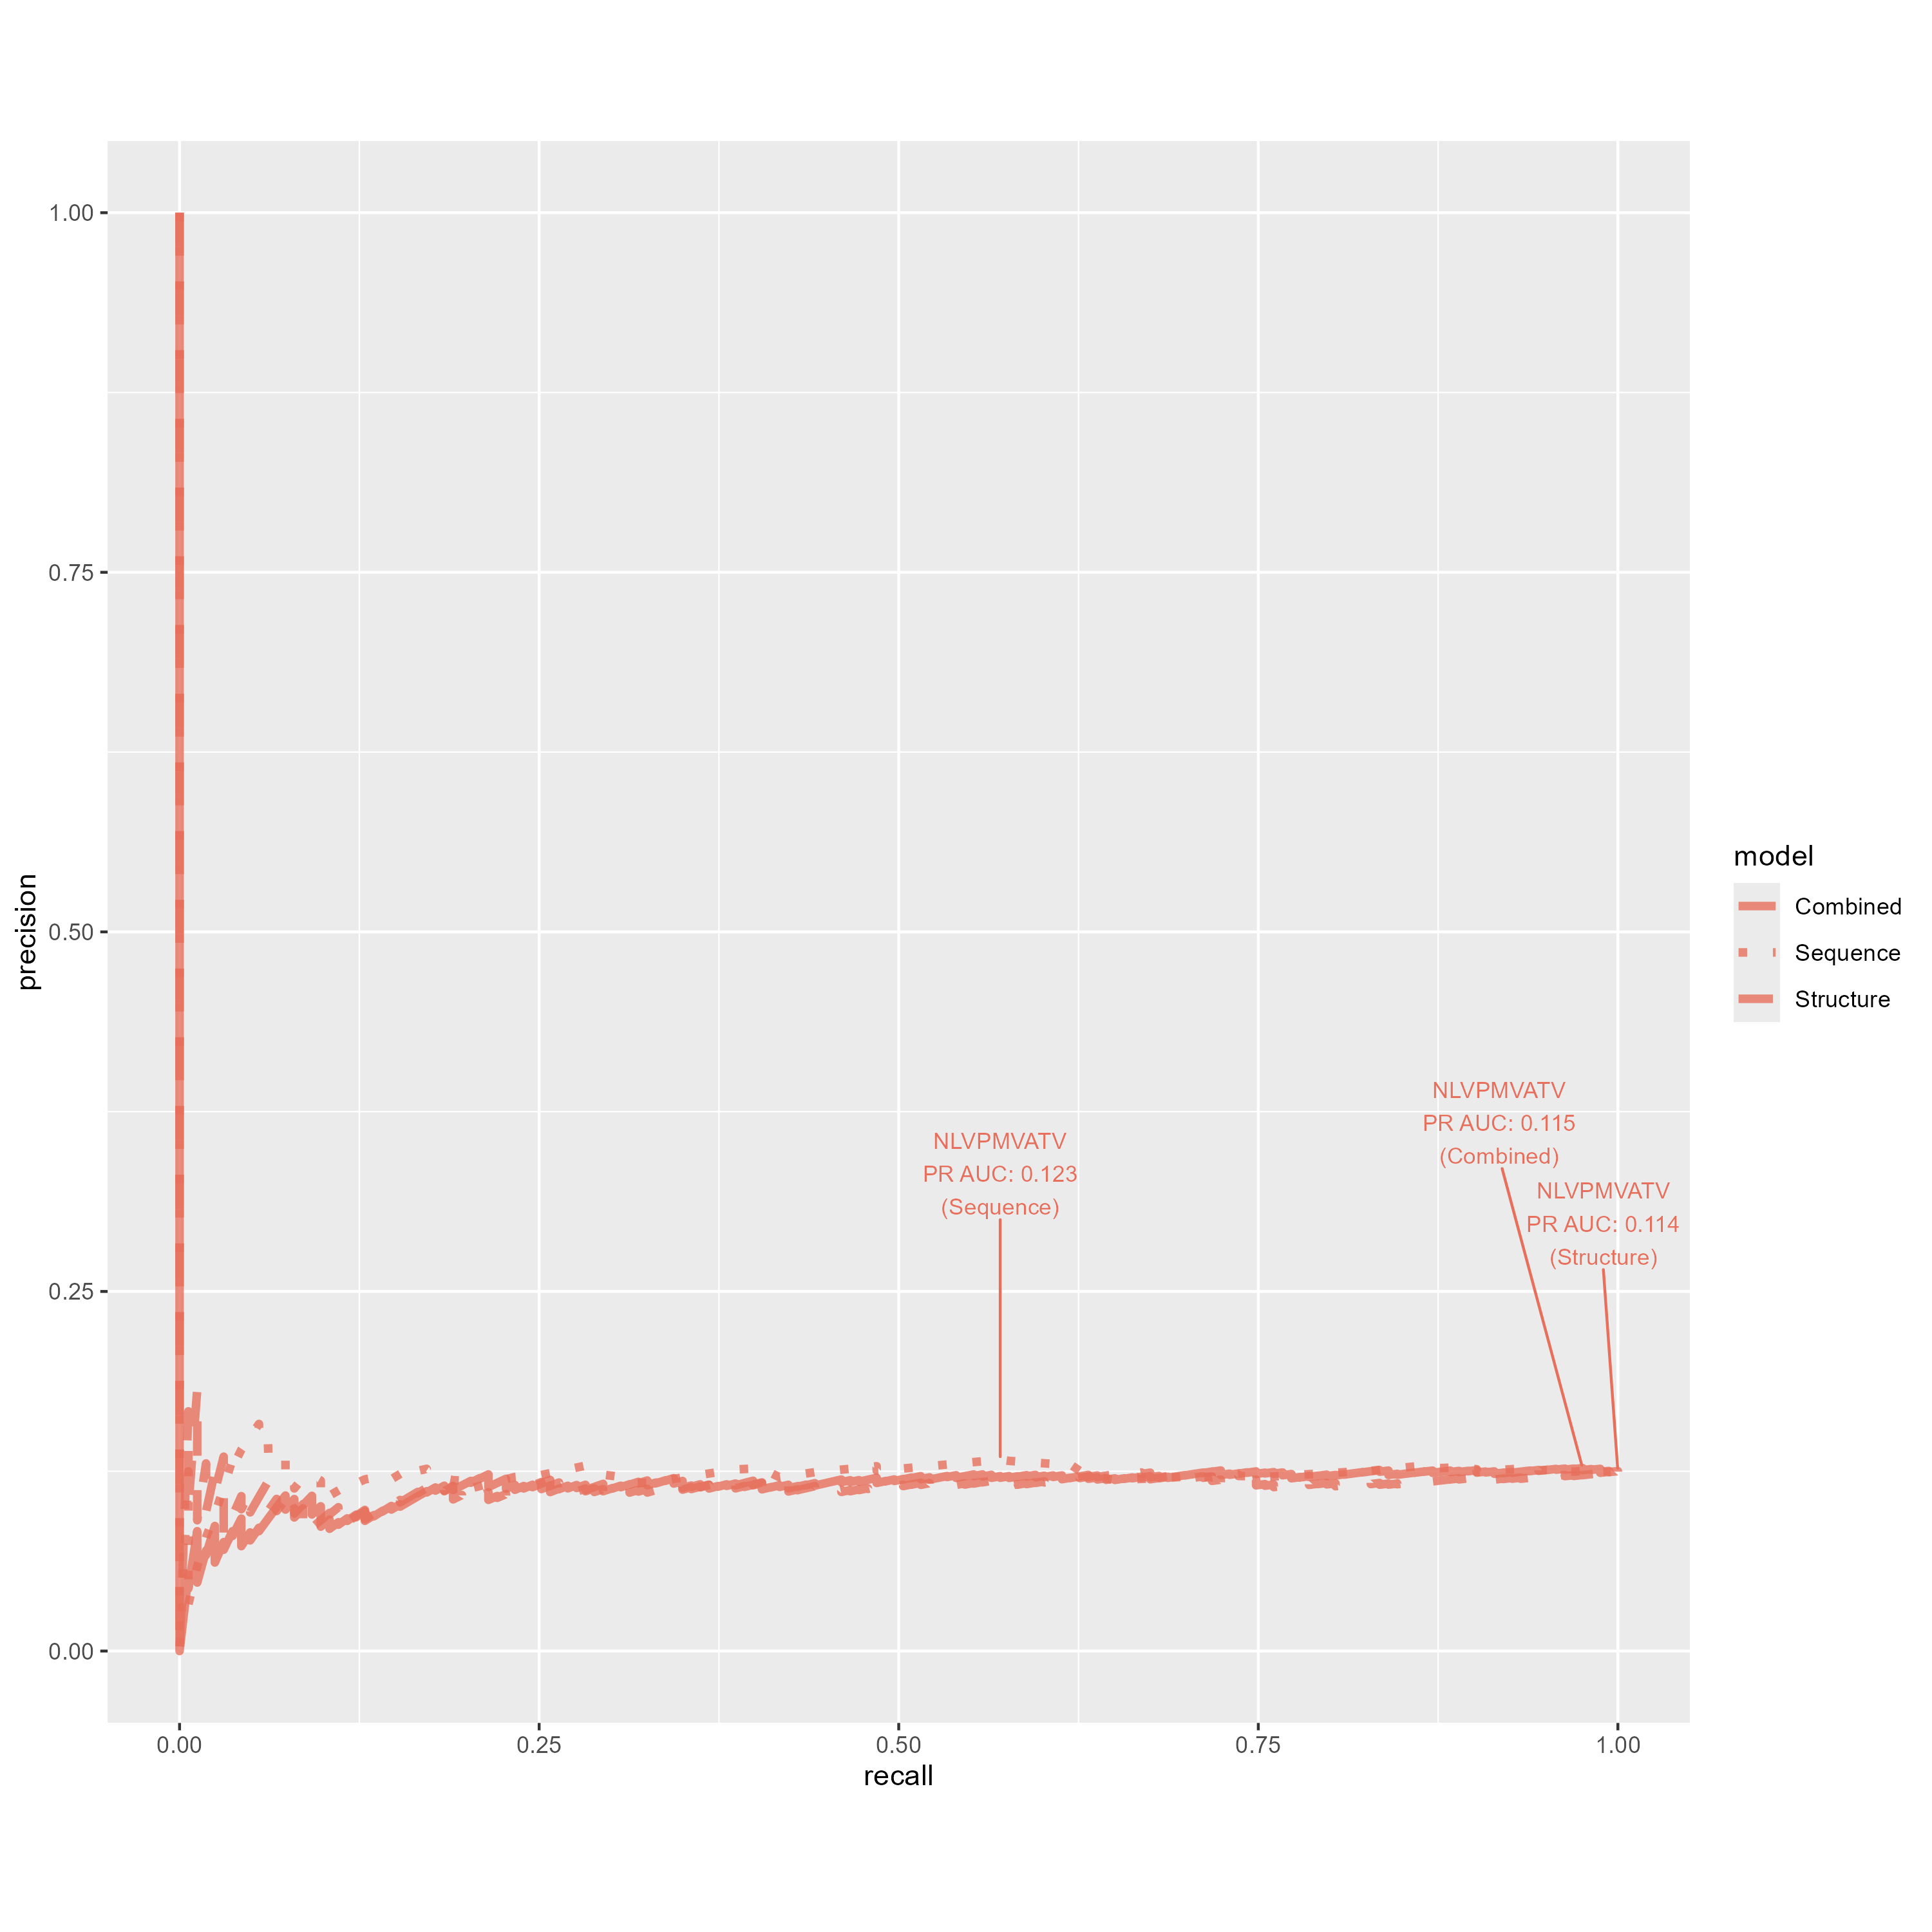 1.00
0.75
0.50
0.25
0.00
precision
0.00
0.25
0.50
0.75
1.00
recall
NLVPMVATV
PR AUC: 0.123
(Sequence)
NLVPMVATV
PR AUC: 0.115
(Combined)
NLVPMVATV
PR AUC: 0.114
(Structure)
model
Combined
Sequence
Structure